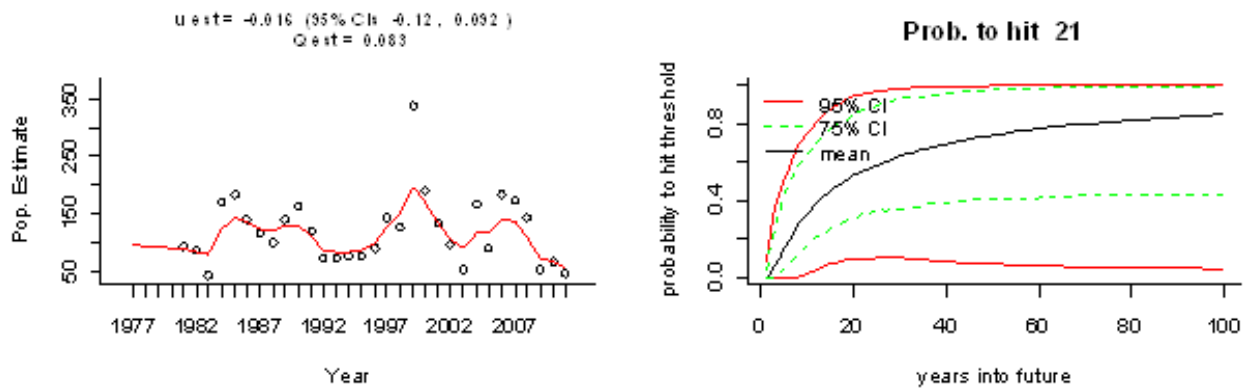 u est = -0.016 (95% CIs -0.12, 0.092 )
Q est = 0.083
Pop. Estimate
350
250
150
50
1977 1982 1987 1992 1997 2002 2007
Year
Prob. to hit 21
probability to hit threshold
0.8
0.4
0.0
95% CI
75% CI
mean
0 20 40 60 80 100
years into future